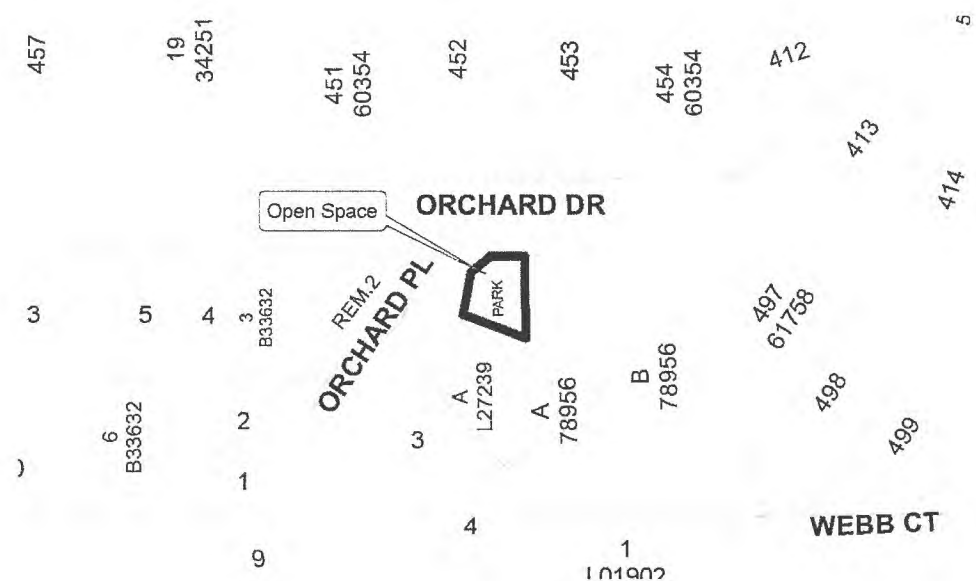 457
19
34251
451
60354
452
453
454
60354
412
5
413
414
Open Space
ORCHARD DR
ORCHARD PL
REM.2
PARK
3
5
4
3
B33632
497
61758
6
B33632
2
1
3
A
L27239
A
78956
B
78956
498
499
4
9
1
L01902
WEBB CT